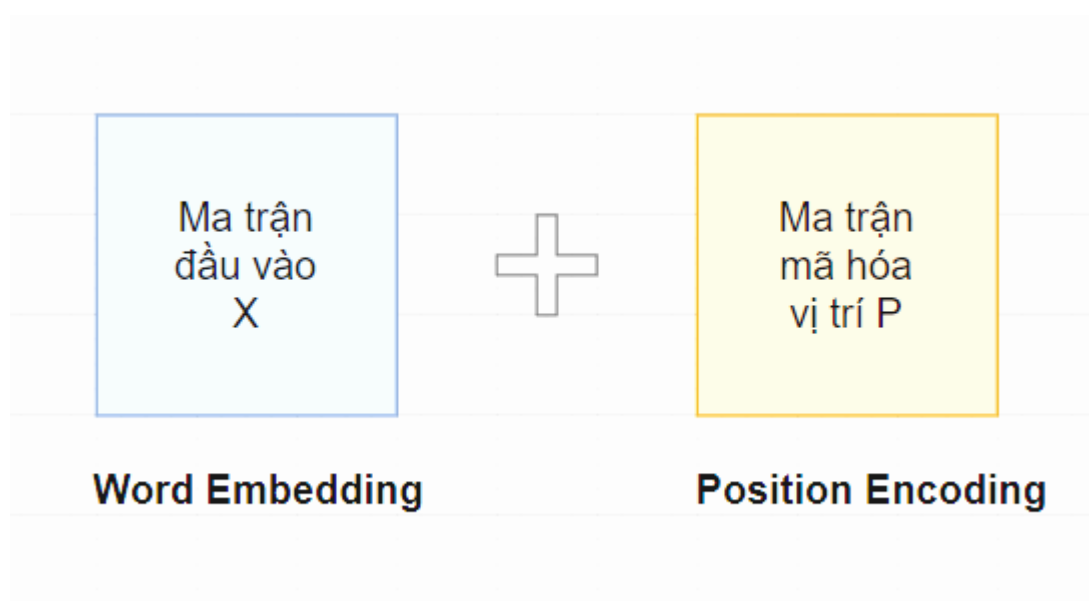 Ma trận
đầu vào
X
Ma trận
mã hóa
vị trí P
Word Embedding
Position Encoding